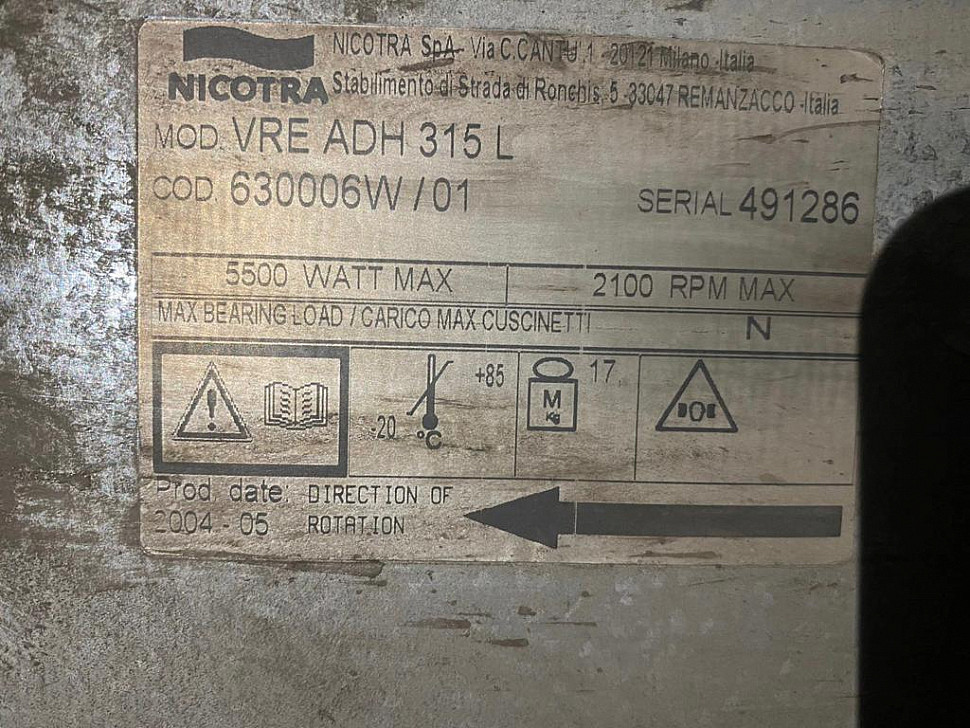 NICOTRA SpA Via C.CANTU' 1 - 20121 Milano -Italia
NICOTRA Stabilimento di Strada di Ronchis, 5 -33047 REMANZACCO -Italia
MOD. VRE ADH 315 L
COD. 630006W / 01 SERIAL 491286
5500 WATT MAX 2100 RPM MAX
MAX BEARING LOAD / CARICO MAX CUSCINETTI N
-20 °C +85 M Kg 17
Prod. date: DIRECTION OF
2004 - 05 ROTATION